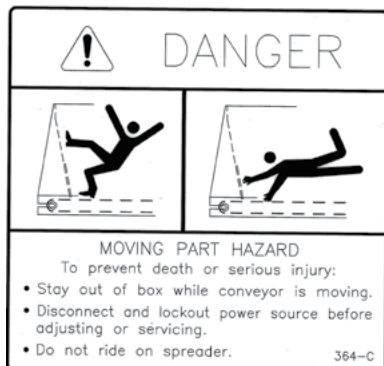 DANGER
MOVING PART HAZARD
To prevent death or serious injury:
• Stay out of box while conveyor is moving.
• Disconnect and lockout power source before
adjusting or servicing.
• Do not ride on spreader.
364-C